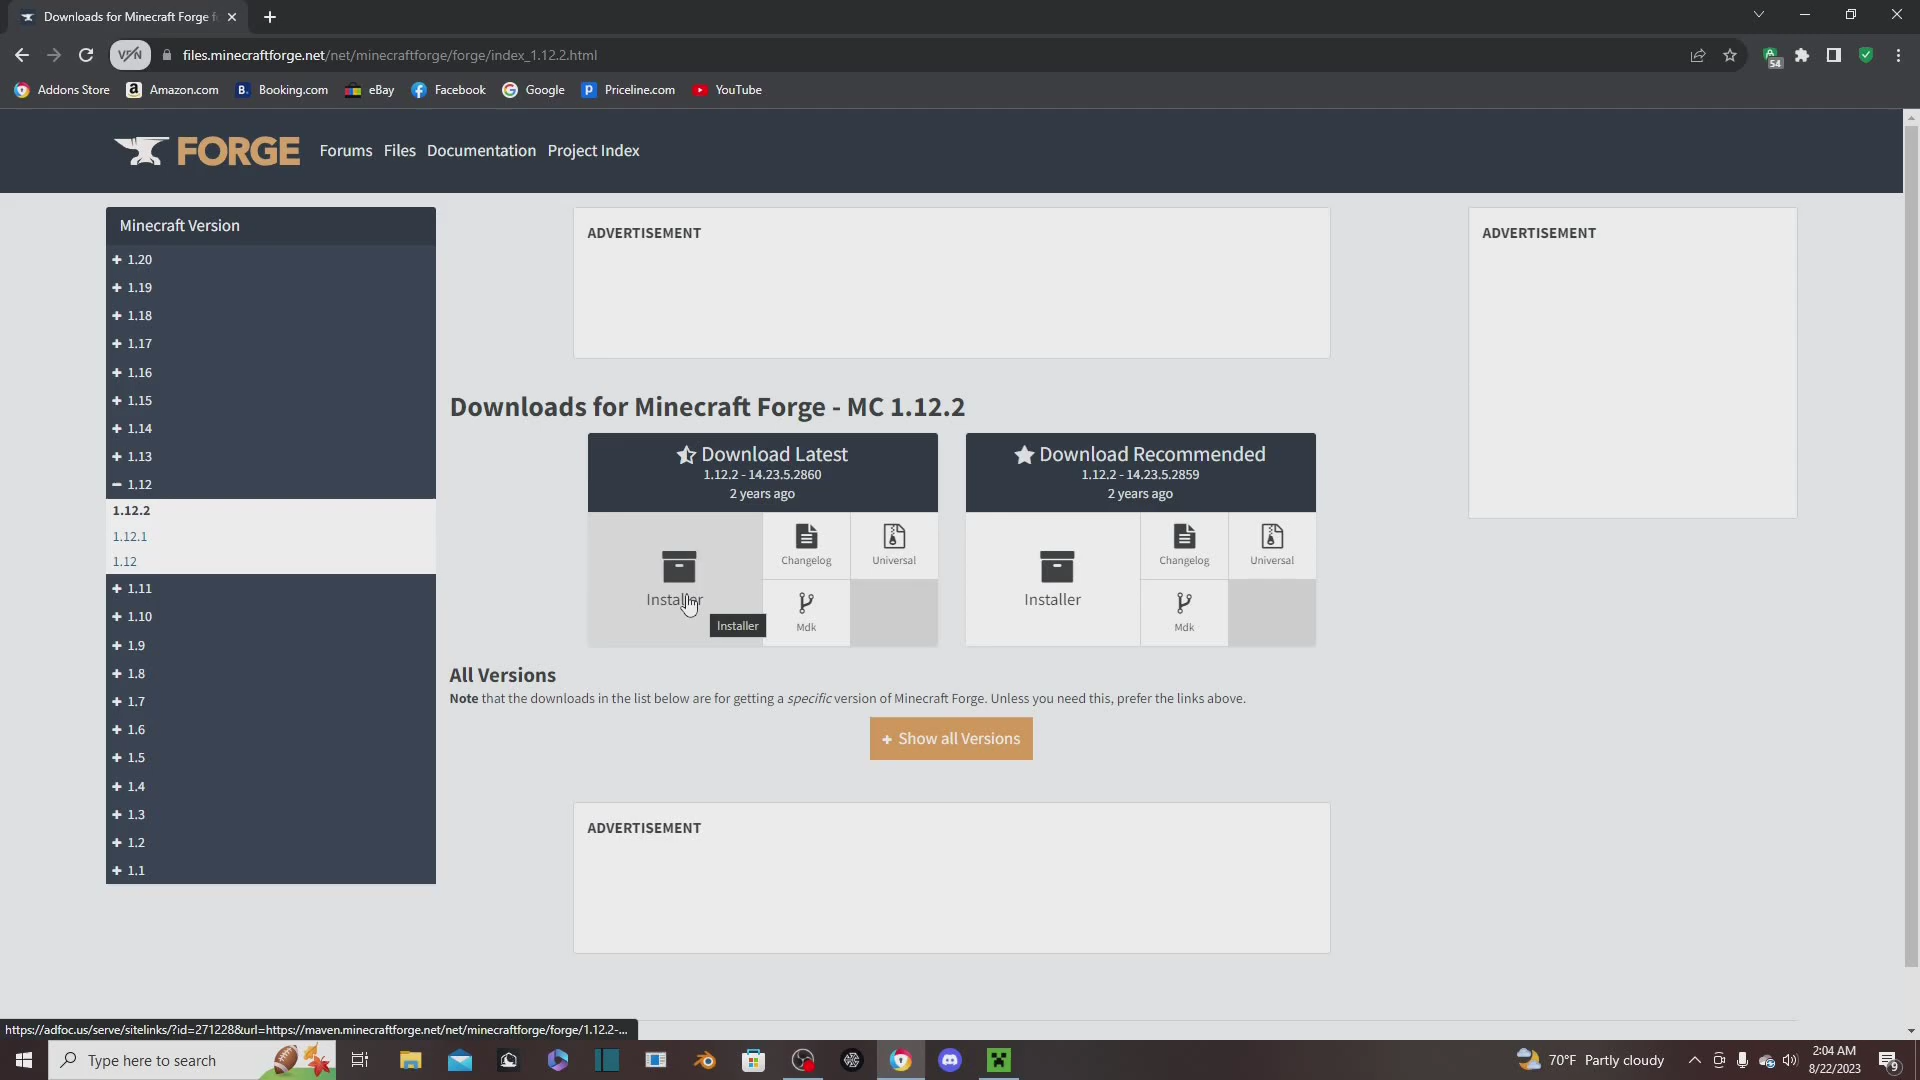 Downloads for Minecraft Forge f
VPN
files.minecraftforge.net/net/minecraftforge/forge/index_1.12.2.html
54
Addons Store
a Amazon.com
B. Booking.com
eBay
Facebook
G Google
P Priceline.com
YouTube
FORGE
Forums Files Documentation Project Index
Minecraft Version
+ 1.20
+ 1.19
+ 1.18
+ 1.17
+ 1.16
+ 1.15
+ 1.14
+ 1.13
− 1.12
1.12.2
1.12.1
1.12
+ 1.11
+ 1.10
+ 1.9
+ 1.8
+ 1.7
+ 1.6
+ 1.5
+ 1.4
+ 1.3
+ 1.2
+ 1.1
ADVERTISEMENT
Downloads for Minecraft Forge - MC 1.12.2
Download Latest
1.12.2 - 14.23.5.2860
2 years ago
Installer
Changelog
Universal
Installer
Mdk
Download Recommended
1.12.2 - 14.23.5.2859
2 years ago
Installer
Changelog
Universal
Mdk
All Versions
Note that the downloads in the list below are for getting a specific version of Minecraft Forge. Unless you need this, prefer the links above.
+ Show all Versions
ADVERTISEMENT
ADVERTISEMENT
https://adfoc.us/serve/sitelinks/?id=271228&url=https://maven.minecraftforge.net/net/minecraftforge/forge/1.12.2-...
Type here to search
70°F Partly cloudy
2:04 AM
8/22/2023
9